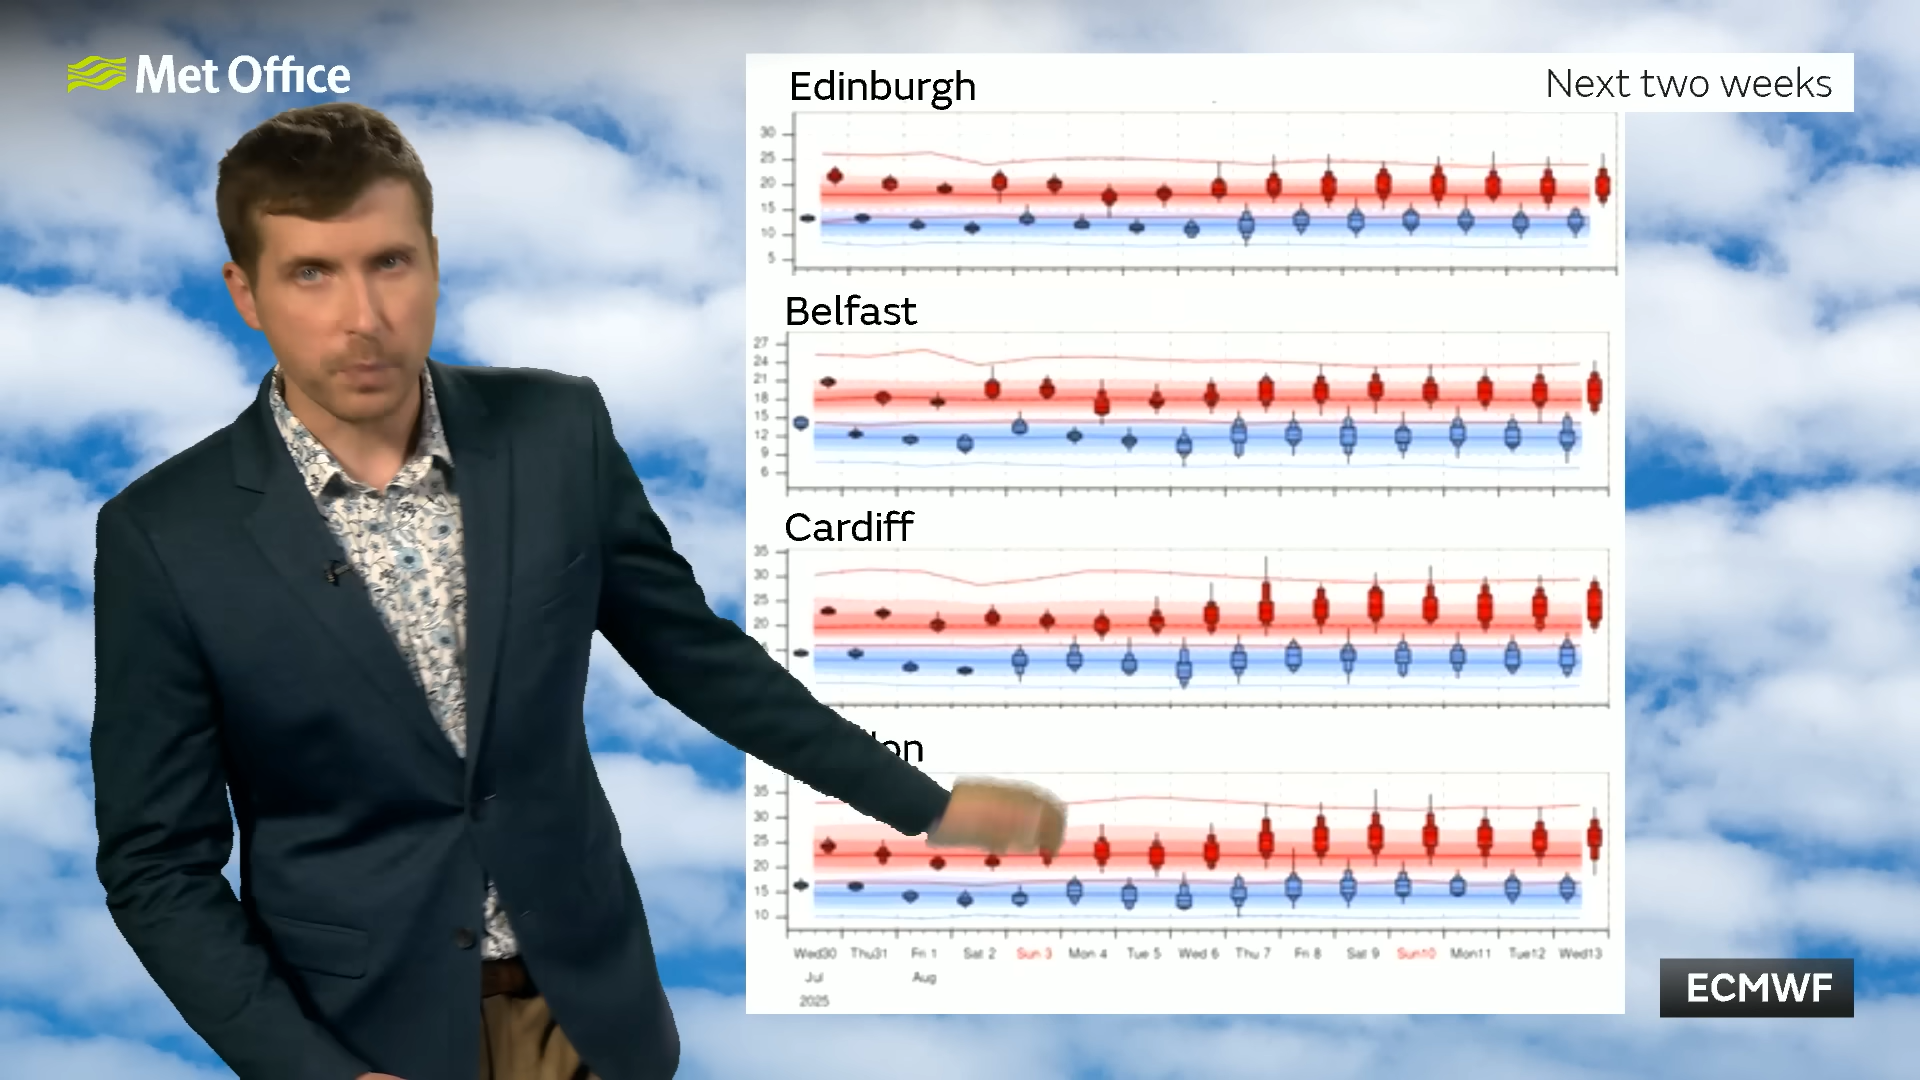 Met Office
Next two weeks
Edinburgh
30
25
20
15
10
5
Belfast
27
24
21
18
15
12
9
6
Cardiff
35
30
25
20
on
35
30
25
20
15
10
Wed30 Thu31 Fri 1 Sat 2 Sun 3 Mon 4 Tue 5 Wed 6 Thu 7 Fri 8 Sat 9 Sun10 Mon11 Tue12 Wed13
Jul Aug
2025
ECMWF